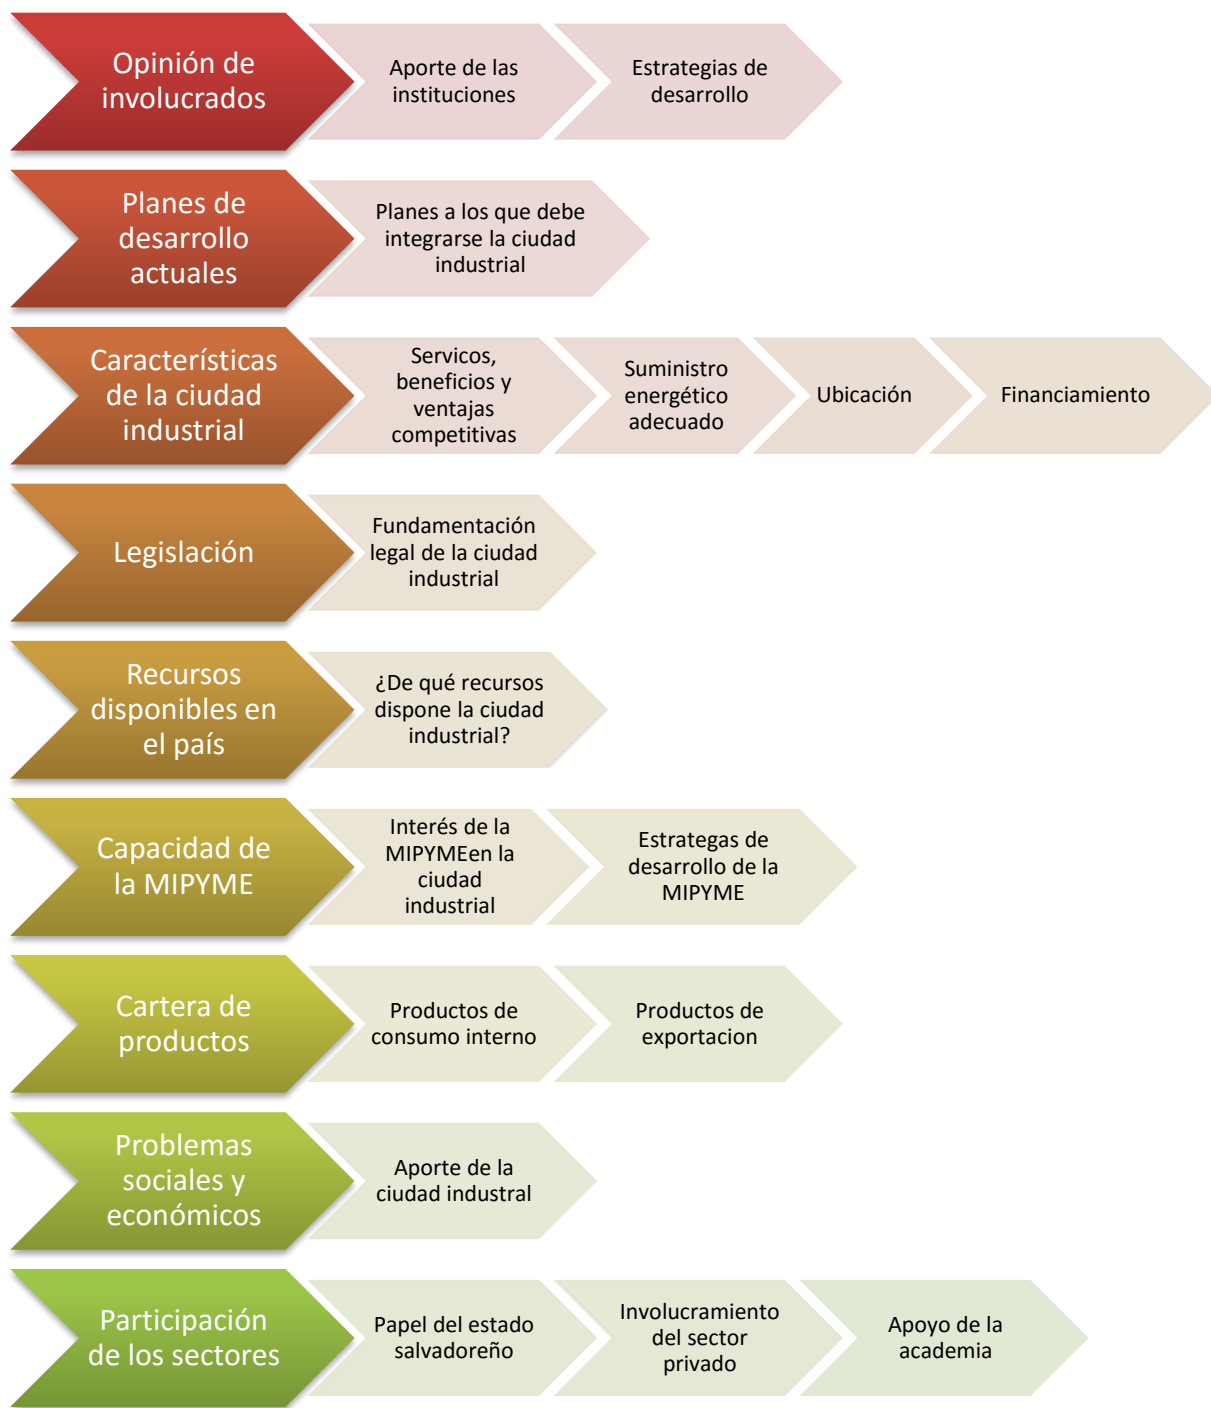 Opinión de
involucrados
Aporte de las
instituciones
Estrategias de
desarrollo
Planes de
desarrollo
actuales
Planes a los que debe
integrarse la ciudad
industrial
Características
de la ciudad
industrial
Servicos,
beneficios y
ventajas
competitivas
Suministro
energético
adecuado
Ubicación
Financiamiento
Legislación
Fundamentación
legal de la ciudad
industrial
Recursos
disponibles en
el país
¿De qué recursos
dispone la ciudad
industrial?
Capacidad de
la MIPYME
Interés de la
MIPYMEen la
ciudad
industrial
Estrategas de
desarrollo de la
MIPYME
Cartera de
productos
Productos de
consumo interno
Productos de
exportacion
Problemas
sociales y
económicos
Aporte de la
ciudad industral
Participación
de los sectores
Papel del estado
salvadoreño
Involucramiento
del sector
privado
Apoyo de la
academia